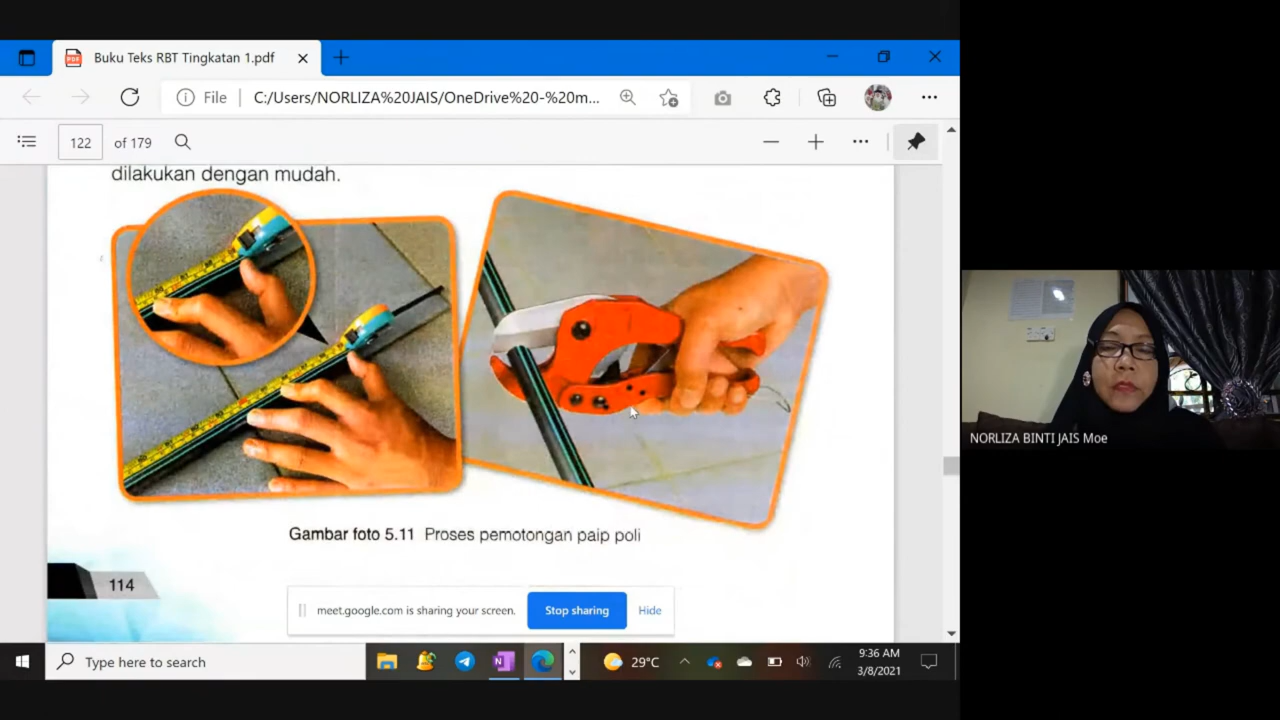 Buku Teks RBT Tingkatan 1.pdf
File
C:/Users/NORLIZA%20JAIS/OneDrive%20-%20m...
122 of 179
dilakukan dengan mudah.
Gambar foto 5.11 Proses pemotongan paip poli
114
meet.google.com is sharing your screen.
Stop sharing
Hide
NORLIZA BINTI JAIS Moe
Type here to search
29°C
9:36 AM
3/8/2021